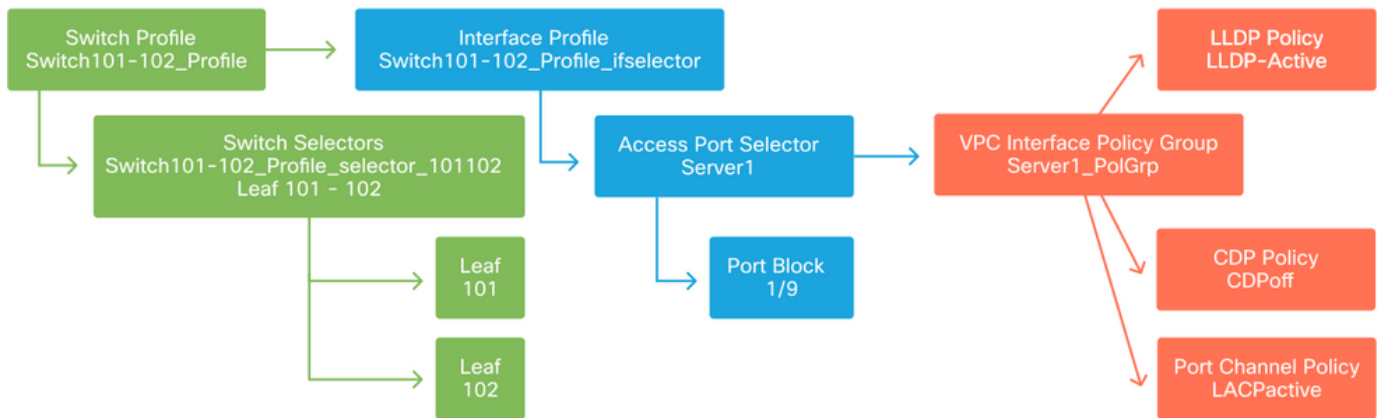 Switch Profile
Switch101-102_Profile
Interface Profile
Switch101-102_Profile_ifselector
LLDP Policy
LLDP-Active
Switch Selectors
Switch101-102_Profile_selector_101102
Leaf 101 - 102
Access Port Selector
Server1
VPC Interface Policy Group
Server1_PolGrp
Leaf
101
Port Block
1/9
CDP Policy
CDPoff
Leaf
102
Port Channel Policy
LACPactive